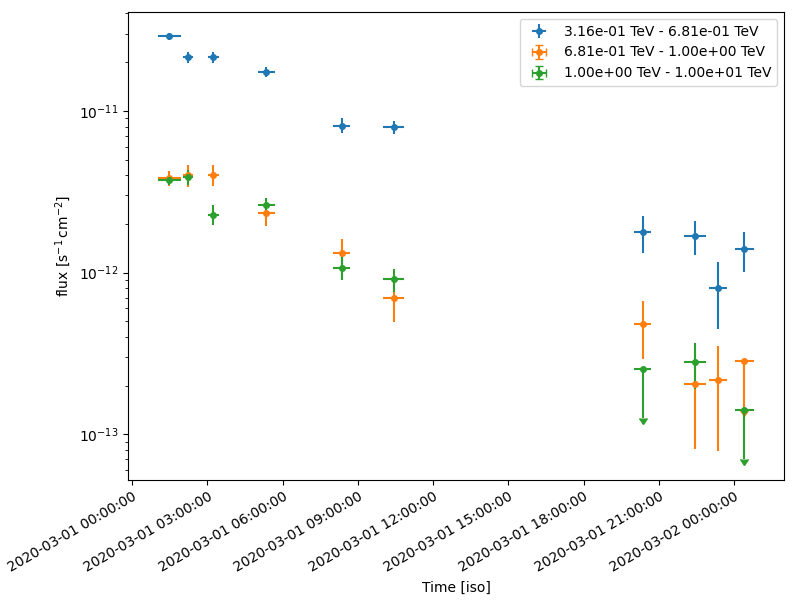 3.16e-01 TeV - 6.81e-01 TeV
6.81e-01 TeV - 1.00e+00 TeV
1.00e+00 TeV - 1.00e+01 TeV
flux [s⁻¹ cm⁻²]
10⁻¹¹
10⁻¹²
10⁻¹³
2020-03-01 00:00:00
2020-03-01 03:00:00
2020-03-01 06:00:00
2020-03-01 09:00:00
2020-03-01 12:00:00
2020-03-01 15:00:00
2020-03-01 18:00:00
2020-03-01 21:00:00
2020-03-02 00:00:00
Time [iso]